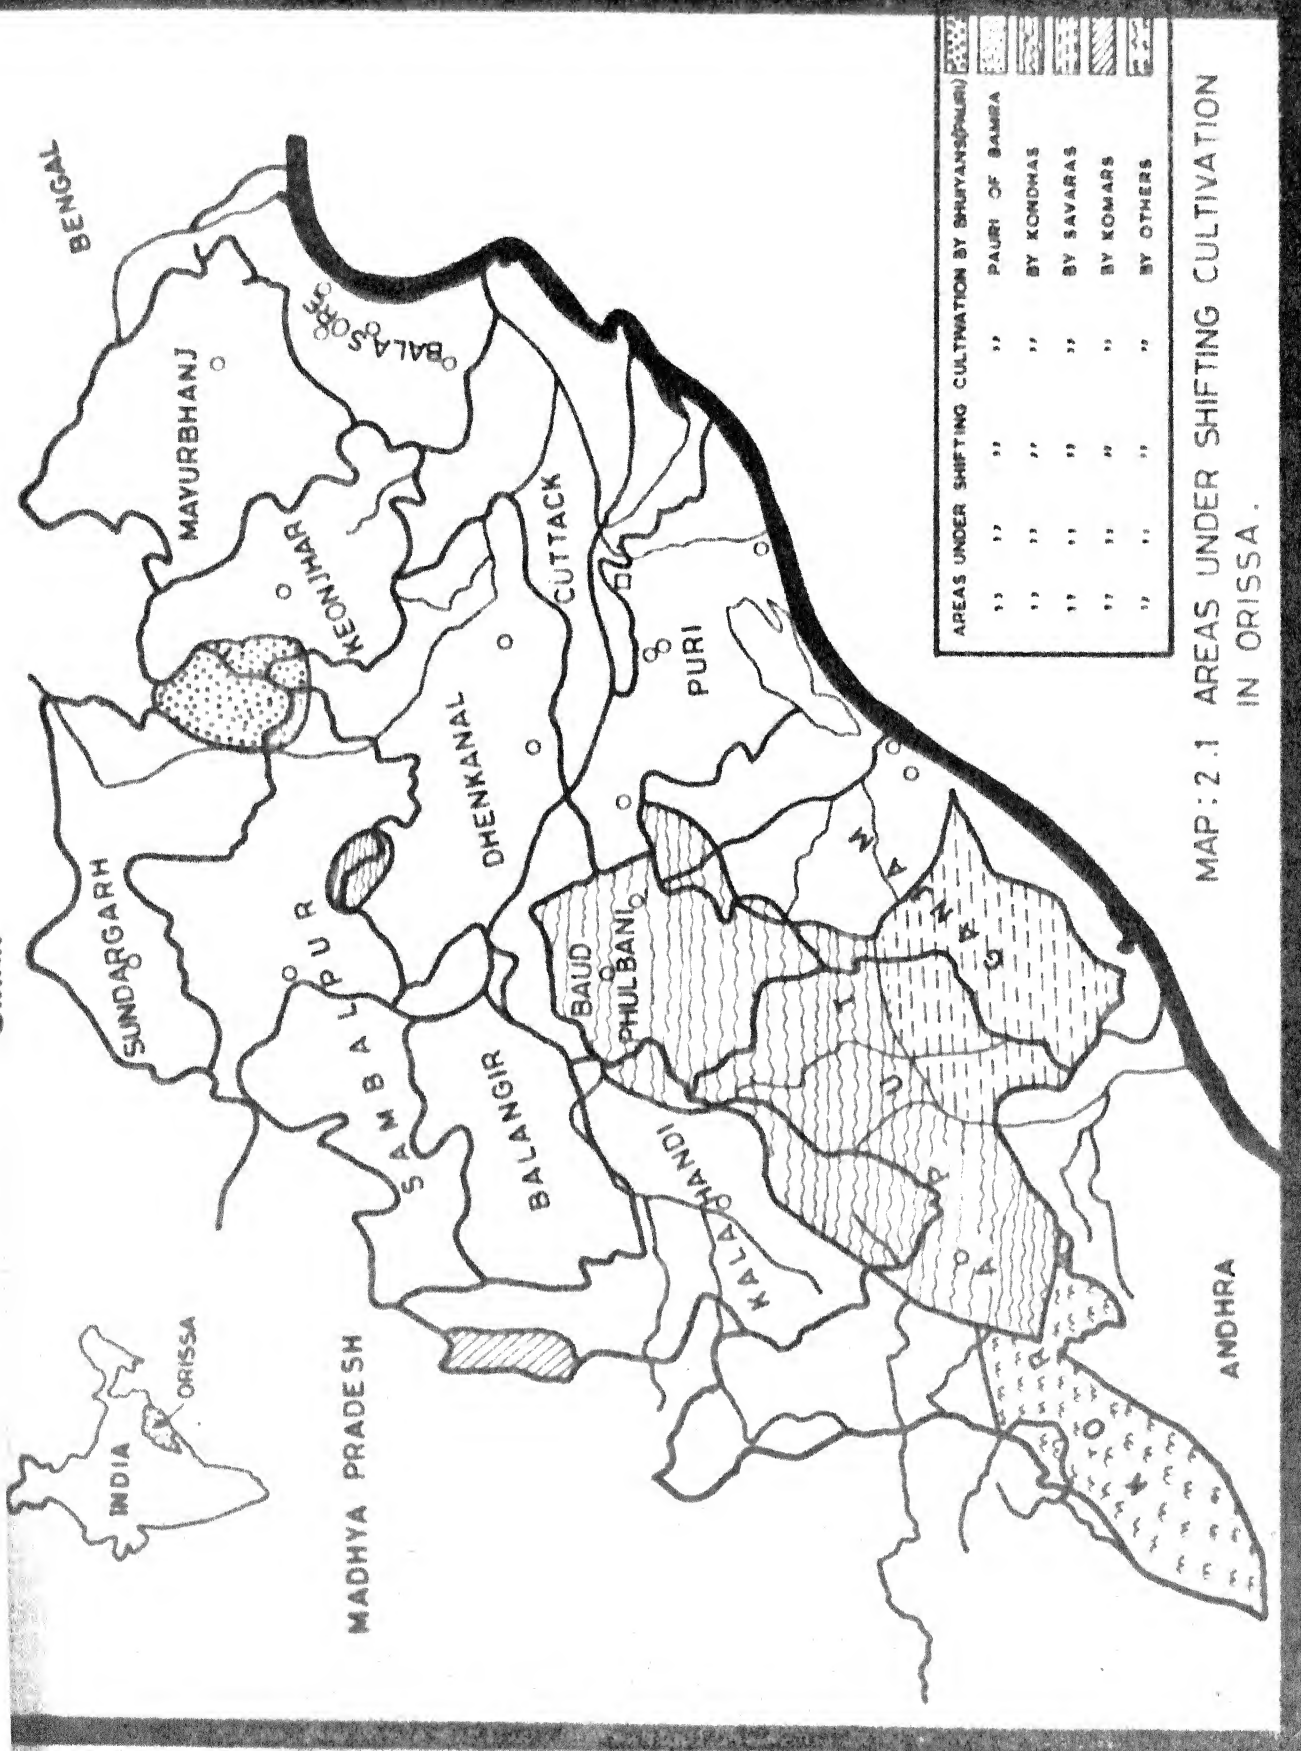 BENGAL
MAYURBHANJ
BALASORE
KEONJHAR
CUTTACK
PURI
DHENKANAL
SUNDARGARH
SAMBALPUR
BAUD
PHULBANI
BALANGIR
KALAHANDI
GANJAM
KORAPUT
INDIA
ORISSA
MADHYA PRADESH
ANDHRA
AREAS UNDER SHIFTING CULTIVATION BY BHUIYANS(PAURI)
" " " " PAURI OF BAMRA
" " " " BY KONDHAS
" " " " BY SAVARAS
" " " " BY KOMARS
" " " " BY OTHERS
MAP:2.1 AREAS UNDER SHIFTING CULTIVATION
IN ORISSA.